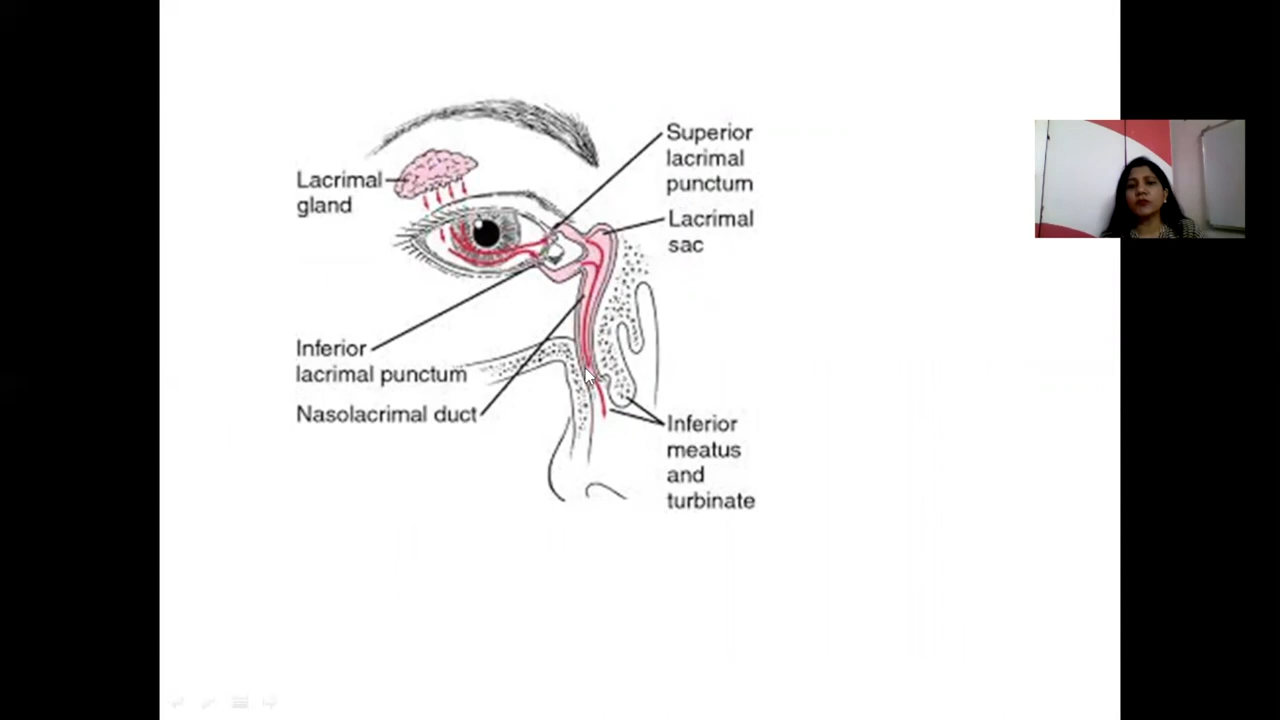 Superior
lacrimal
punctum
Lacrimal
gland
Lacrimal
sac
Inferior
lacrimal punctum
Nasolacrimal duct
Inferior
meatus
and
turbinate